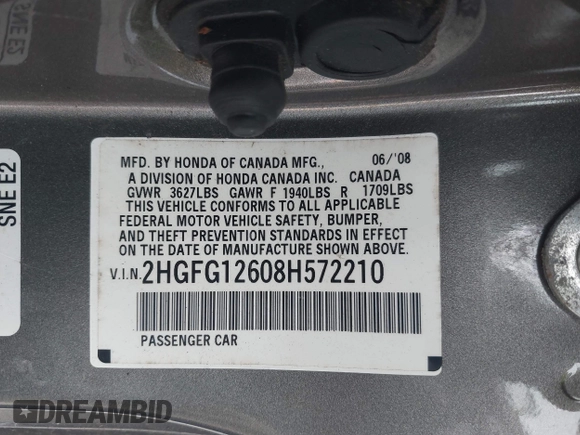 SNE E2
MFD. BY HONDA OF CANADA MFG., 06/'08
A DIVISION OF HONDA CANADA INC. CANADA
GVWR 3627LBS GAWR F 1940LBS R 1709LBS
THIS VEHICLE CONFORMS TO ALL APPLICABLE
FEDERAL MOTOR VEHICLE SAFETY, BUMPER,
AND THEFT PREVENTION STANDARDS IN EFFECT
ON THE DATE OF MANUFACTURE SHOWN ABOVE.
V.I.N. 2HGFG12608H572210
PASSENGER CAR
SNE E2
DREAMBID